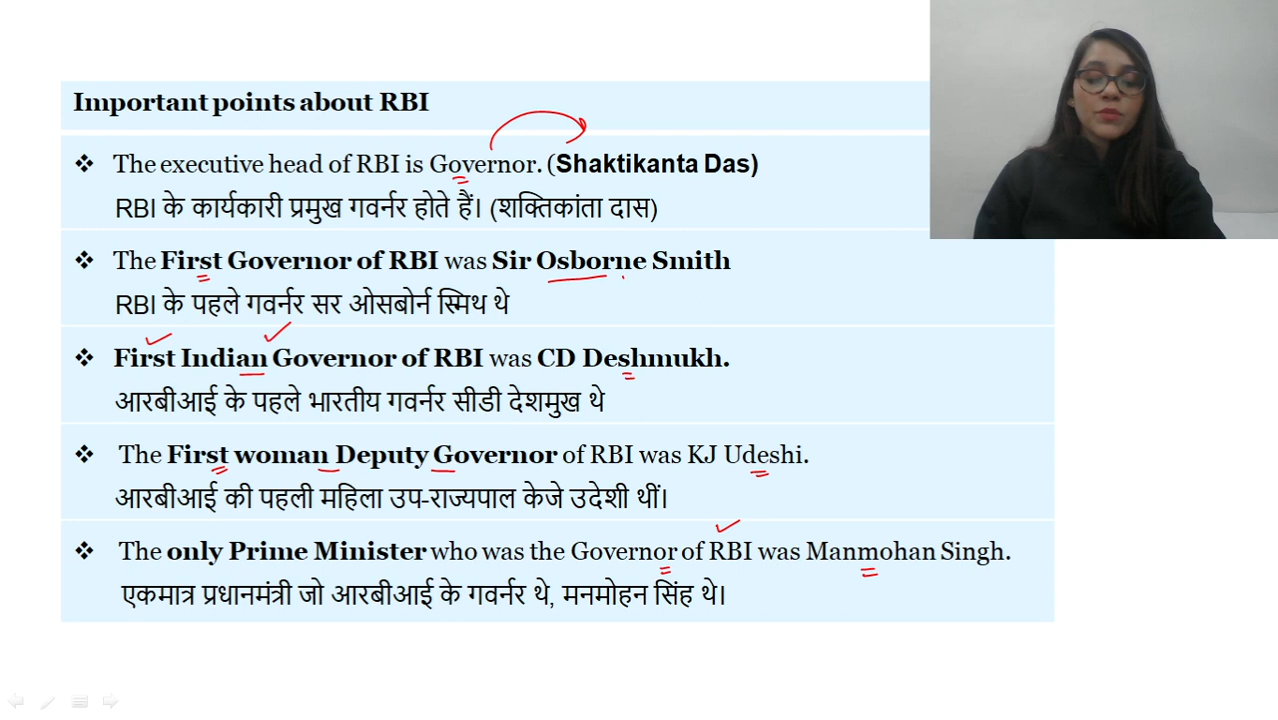 Important points about RBI
❖ The executive head of RBI is Governor. (Shaktikanta Das)
RBI के कार्यकारी प्रमुख गवर्नर होते हैं। (शक्तिकांता दास)
❖ The First Governor of RBI was Sir Osborne Smith
RBI के पहले गवर्नर सर ओसबोर्न स्मिथ थे
❖ First Indian Governor of RBI was CD Deshmukh.
आरबीआई के पहले भारतीय गवर्नर सीडी देशमुख थे
❖ The First woman Deputy Governor of RBI was KJ Udeshi.
आरबीआई की पहली महिला उप-राज्यपाल केजे उदेशी थीं।
❖ The only Prime Minister who was the Governor of RBI was Manmohan Singh.
एकमात्र प्रधानमंत्री जो आरबीआई के गवर्नर थे, मनमोहन सिंह थे।